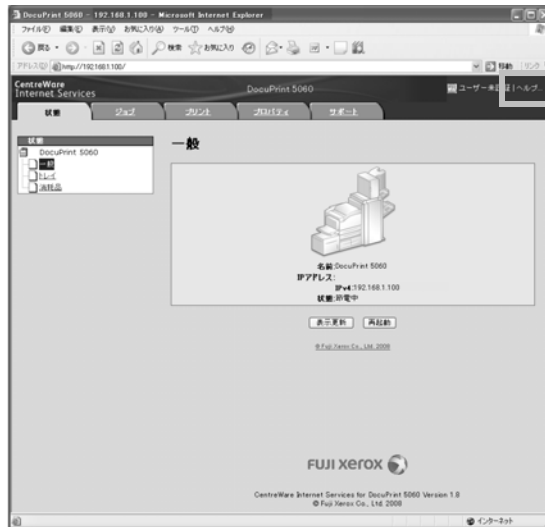 DocuPrint 5060 - 192.168.1.100 - Microsoft Internet Explorer
ファイル(F) 編集(E) 表示(V) お気に入り(A) ツール(T) ヘルプ(H)
戻る 検索 お気に入り
アドレス(D) http://192.168.1.100/ 移動 リンク
CentreWare
Internet Services DocuPrint 5060 ユーザー未認証 | ヘルプ
状態 ジョブ プリント プロパティ サポート
状態
DocuPrint 5060
一般
トレイ
消耗品
一般
名前:DocuPrint 5060
IPアドレス:
IPv4:192.168.1.100
状態:節電中
表示更新 再起動
© Fuji Xerox Co., Ltd. 2008
FUJI XEROX
CentreWare Internet Services for DocuPrint 5060 Version 1.8
© Fuji Xerox Co., Ltd. 2008
インターネット